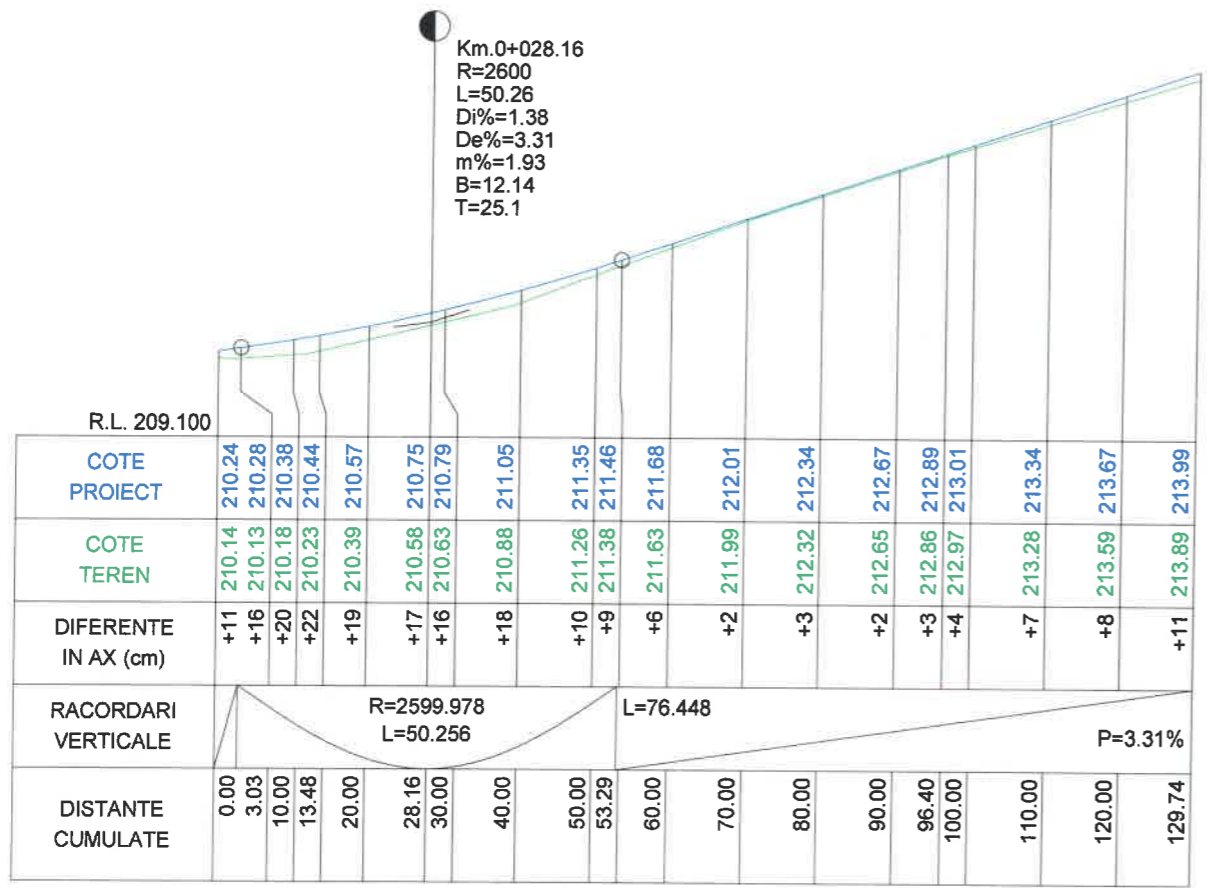 Km.0+028.16
R=2600
L=50.26
Di%=1.38
De%=3.31
m%=1.93
B=12.14
T=25.1
R.L. 209.100
COTE
PROIECT
210.24 210.28 210.38 210.44 210.57 210.75 210.79 211.05 211.35 211.46 211.68 212.01 212.34 212.67 212.89 213.01 213.34 213.67 213.99
COTE
TEREN
210.14 210.13 210.18 210.23 210.39 210.58 210.63 210.88 211.26 211.38 211.63 211.99 212.32 212.65 212.86 212.97 213.28 213.59 213.89
DIFERENTE
IN AX (cm)
+11 +16 +20 +22 +19 +17 +16 +18 +10 +9 +6 +2 +3 +2 +3 +4 +7 +8 +11
RACORDARI
VERTICALE
R=2599.978
L=50.256
L=76.448
P=3.31%
DISTANTE
CUMULATE
0.00 3.03 10.00 13.48 20.00 28.16 30.00 40.00 50.00 53.29 60.00 70.00 80.00 90.00 96.40 100.00 110.00 120.00 129.74